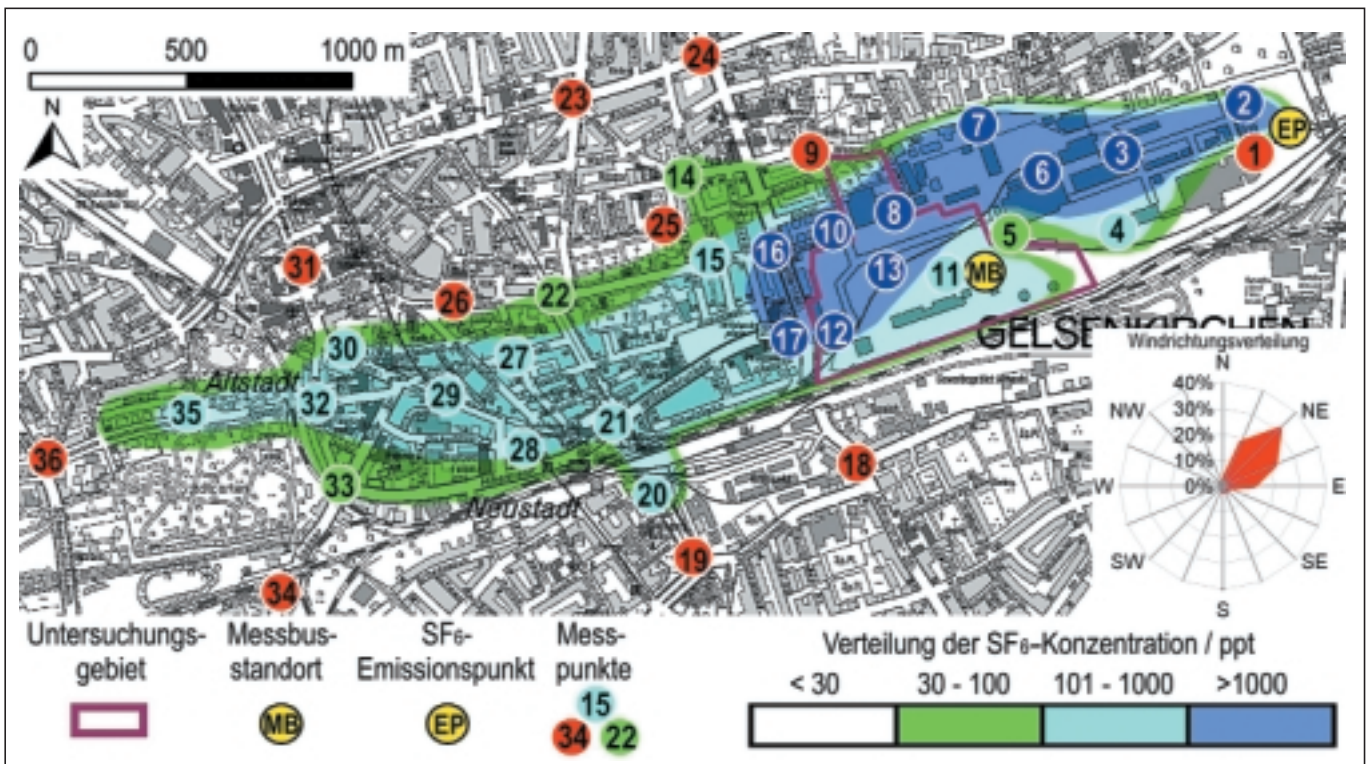 0 500 1000 m
N
24
23
2
EP
7
9
3
1
14
6
8
25
10
5
4
16
15
13
31
11
MB
22
26
17
12
GELSENKIRCHEN
30
27
Altstadt
29
32
35
21
28
36
18
33
20
Neustadt
19
34
Windrichtungsverteilung
N
40%
NW
30%
NE
20%
10%
W
0%
E
SW
SE
S
Untersuchungs-
gebiet
Messbus-
standort
MB
SF6-
Emissionspunkt
EP
Mess-
punkte
15
34 22
Verteilung der SF6-Konzentration / ppt
< 30 30 - 100 101 - 1000 >1000